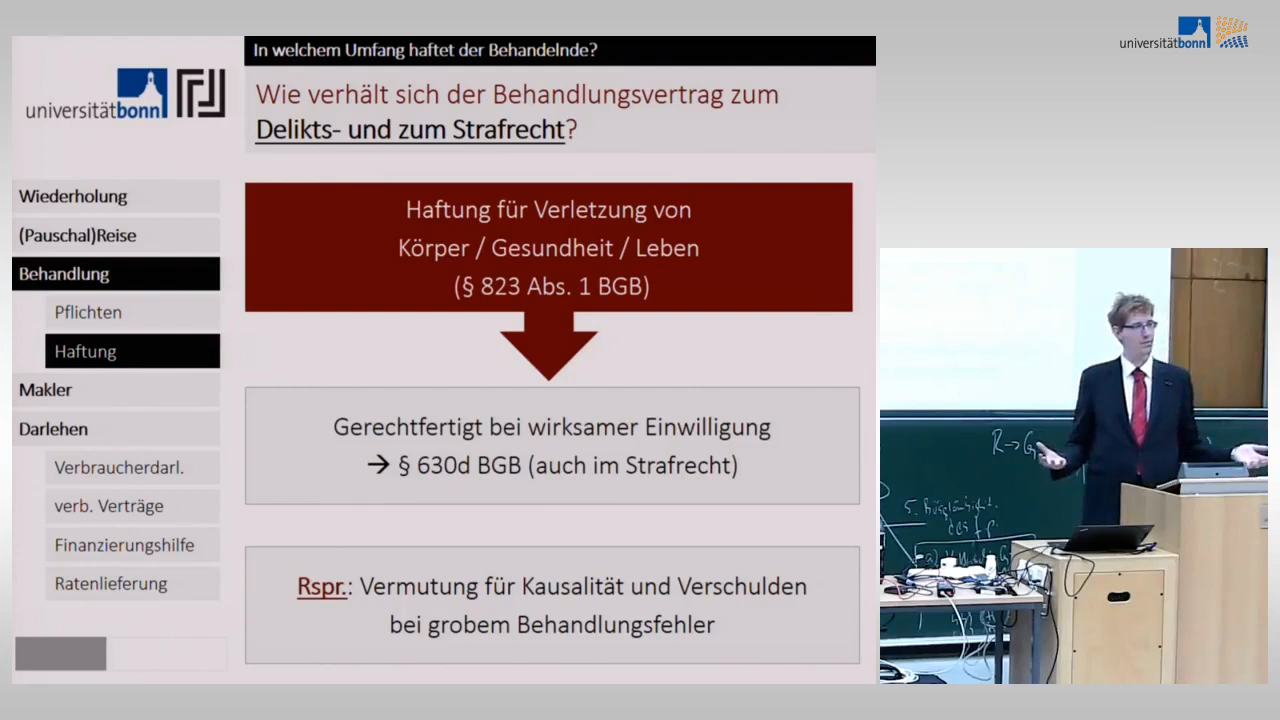 universitätbonn
In welchem Umfang haftet der Behandelnde?
universitätbonn
Wie verhält sich der Behandlungsvertrag zum
Delikts- und zum Strafrecht?
Wiederholung
(Pauschal)Reise
Behandlung
Pflichten
Haftung
Makler
Darlehen
Verbraucherdarl.
verb. Verträge
Finanzierungshilfe
Ratenlieferung
Haftung für Verletzung von
Körper / Gesundheit / Leben
(§ 823 Abs. 1 BGB)
Gerechtfertigt bei wirksamer Einwilligung
→ § 630d BGB (auch im Strafrecht)
Rspr.: Vermutung für Kausalität und Verschulden
bei grobem Behandlungsfehler
R → G